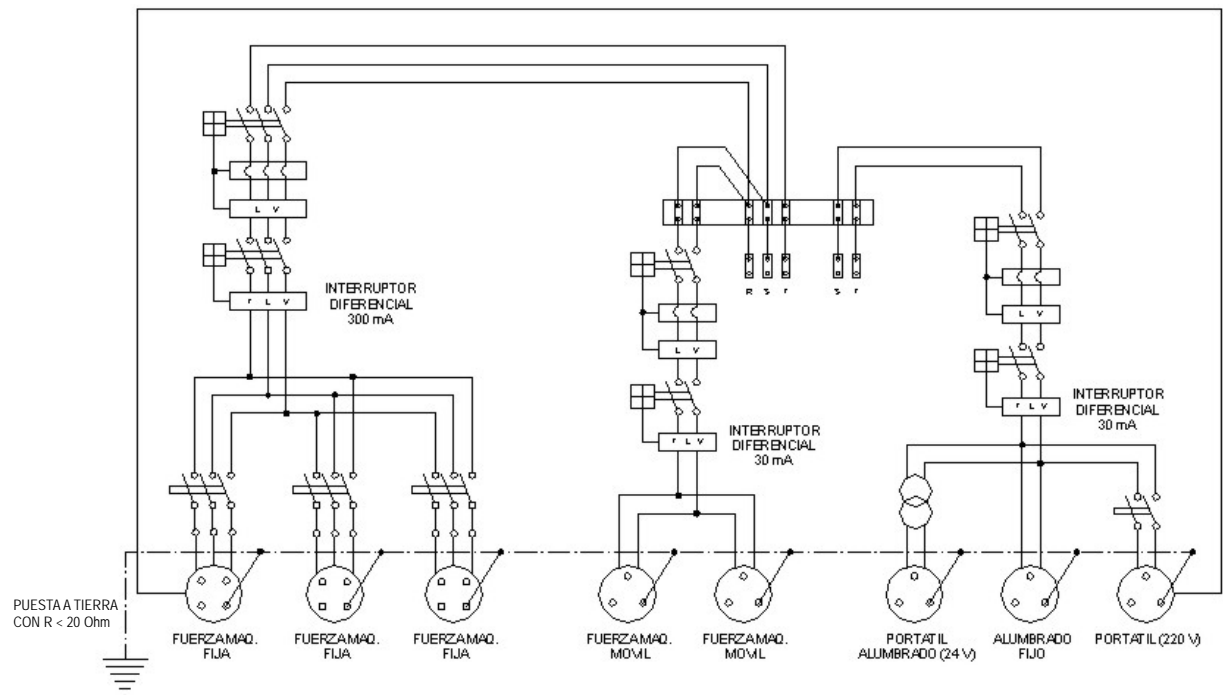 L V
INTERRUPTOR
DIFERENCIAL
300 mA
r L V
R S T
S T
L V
L V
INTERRUPTOR
DIFERENCIAL
30 mA
r L V
INTERRUPTOR
DIFERENCIAL
30 mA
r L V
PUESTA A TIERRA
CON R < 20 Ohm
FUERZA MAQ.
FIJA
FUERZA MAQ.
FIJA
FUERZA MAQ.
FIJA
FUERZA MAQ.
MOVIL
FUERZA MAQ.
MOVIL
PORTATIL
ALUMBRADO (24 V)
ALUMBRADO
FIJO
PORTATIL (220 V)